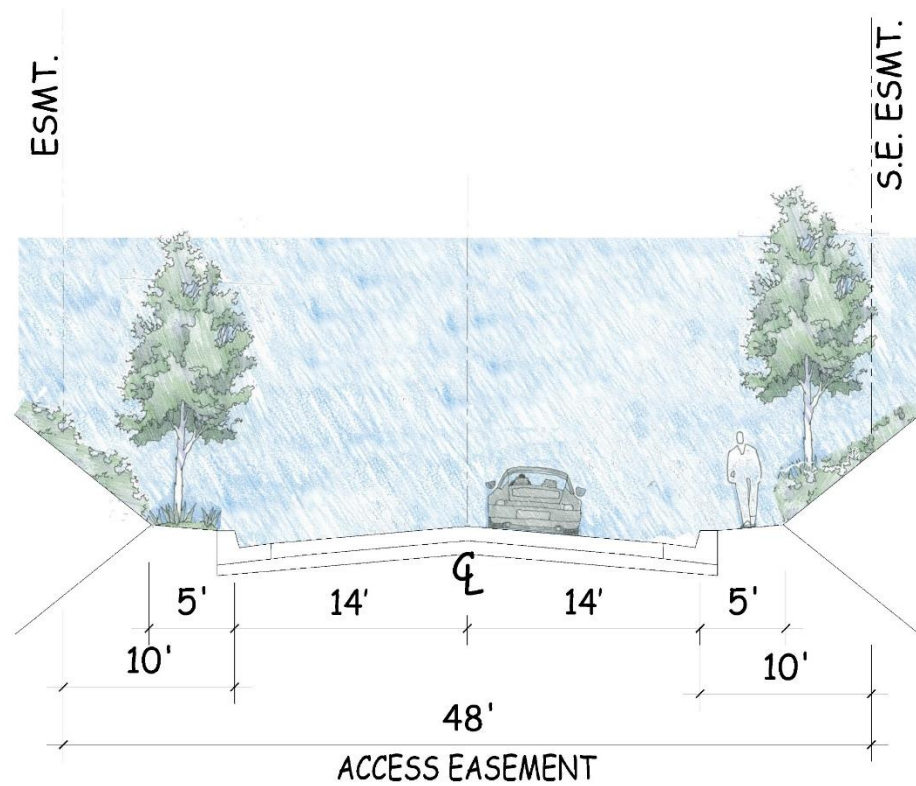 ESMT.
S.E. ESMT.
℄
5'
14'
14'
5'
10'
10'
48'
ACCESS EASEMENT